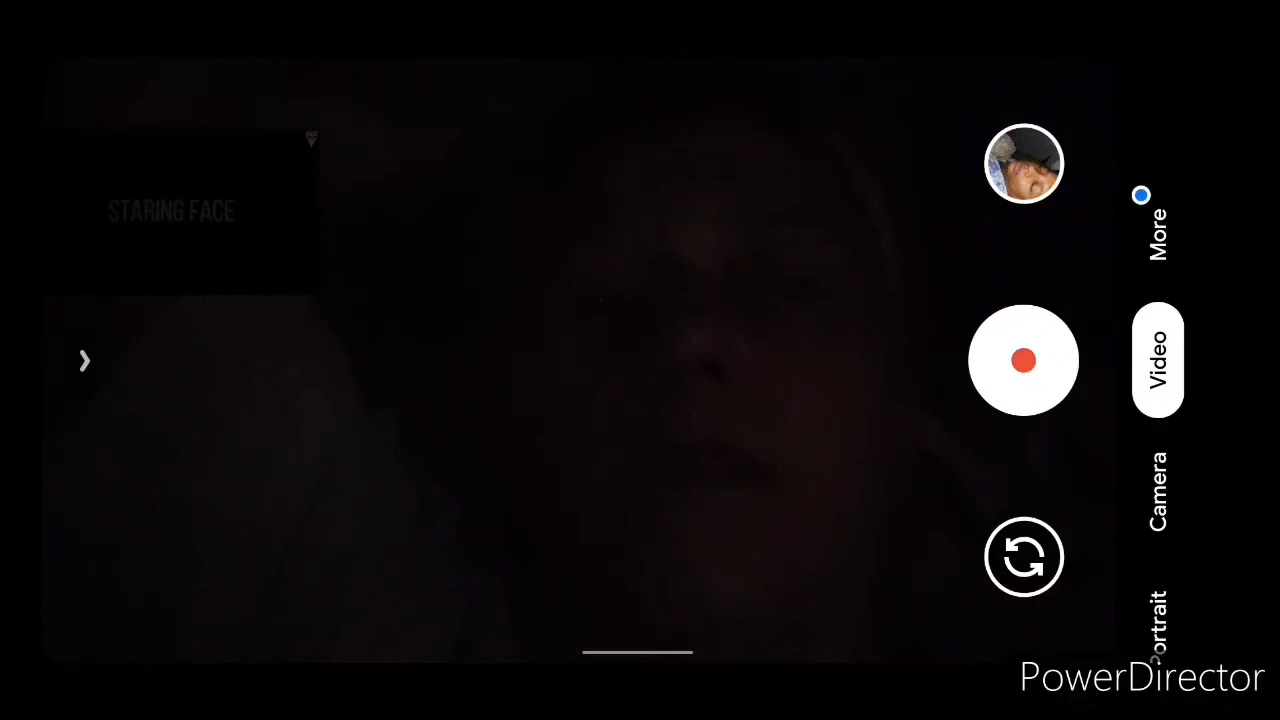 STARING FACE
More
Video
Camera
Portrait
PowerDirector